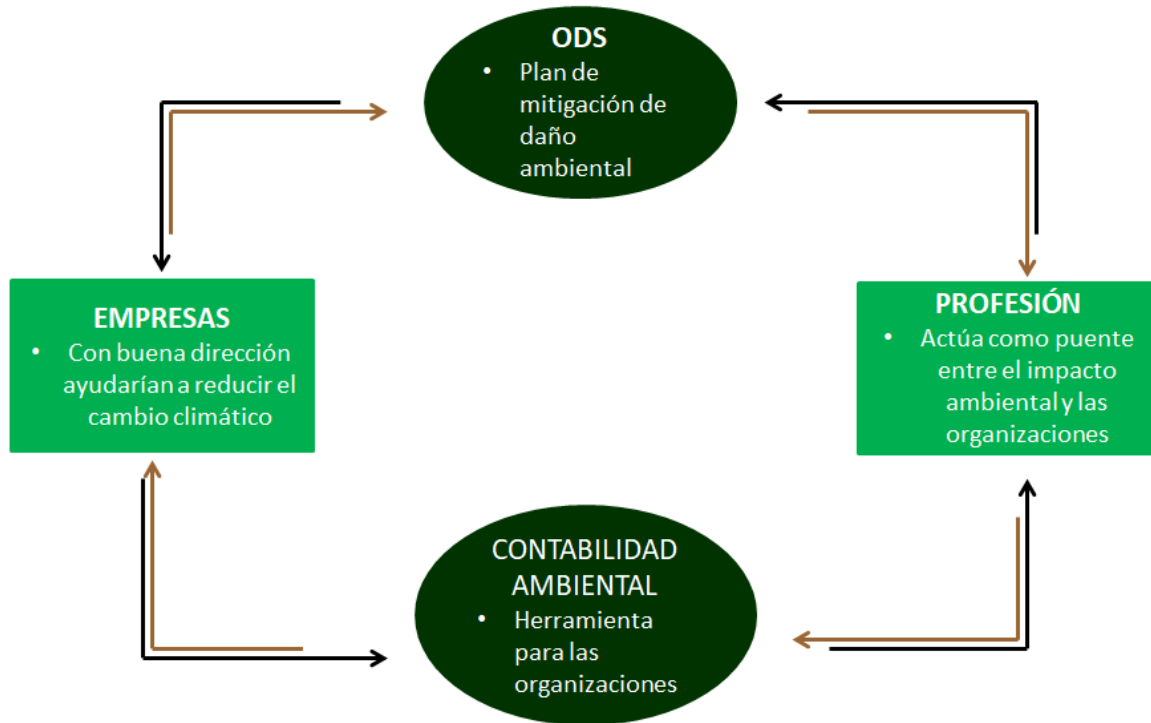 ODS
• Plan de
mitigación de
daño
ambiental
EMPRESAS
• Con buena dirección
ayudarían a reducir el
cambio climático
PROFESIÓN
• Actúa como puente
entre el impacto
ambiental y las
organizaciones
CONTABILIDAD
AMBIENTAL
• Herramienta
para las
organizaciones